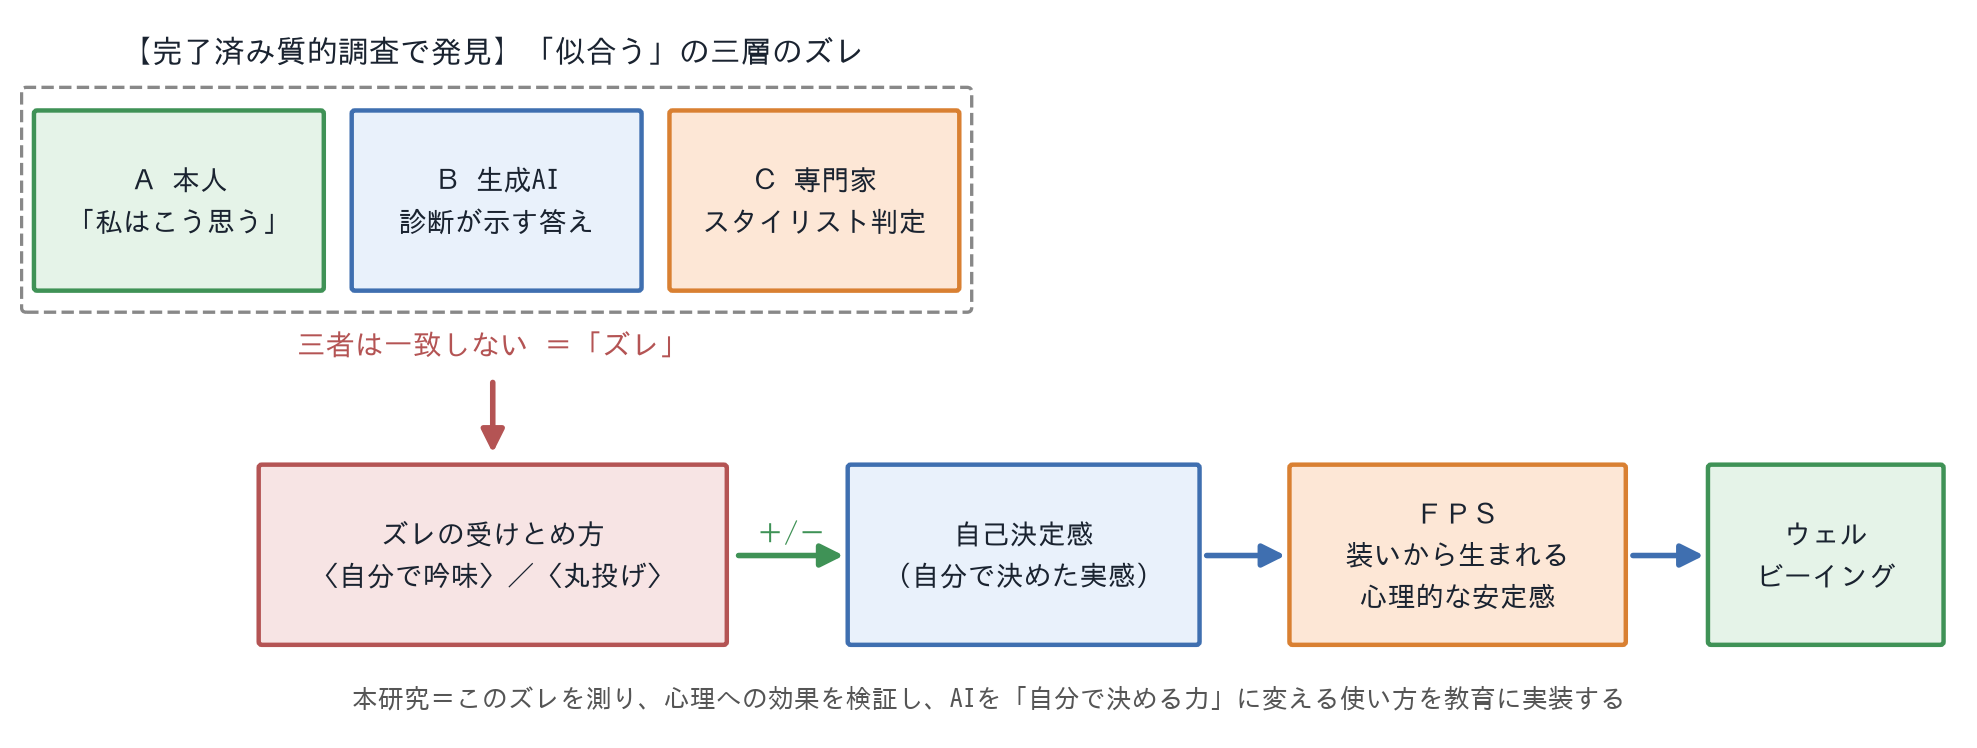 【完了済み質的調査で発見】「似合う」の三層のズレ
A 本人
「私はこう思う」
B 生成AI
診断が示す答え
C 専門家
スタイリスト判定
三者は一致しない ＝「ズレ」
ズレの受けとめ方
〈自分で吟味〉／〈丸投げ〉
＋/－
自己決定感
（自分で決めた実感）
ＦＰＳ
装いから生まれる
心理的な安定感
ウェル
ビーイング
本研究＝このズレを測り、心理への効果を検証し、AIを「自分で決める力」に変える使い方を教育に実装する